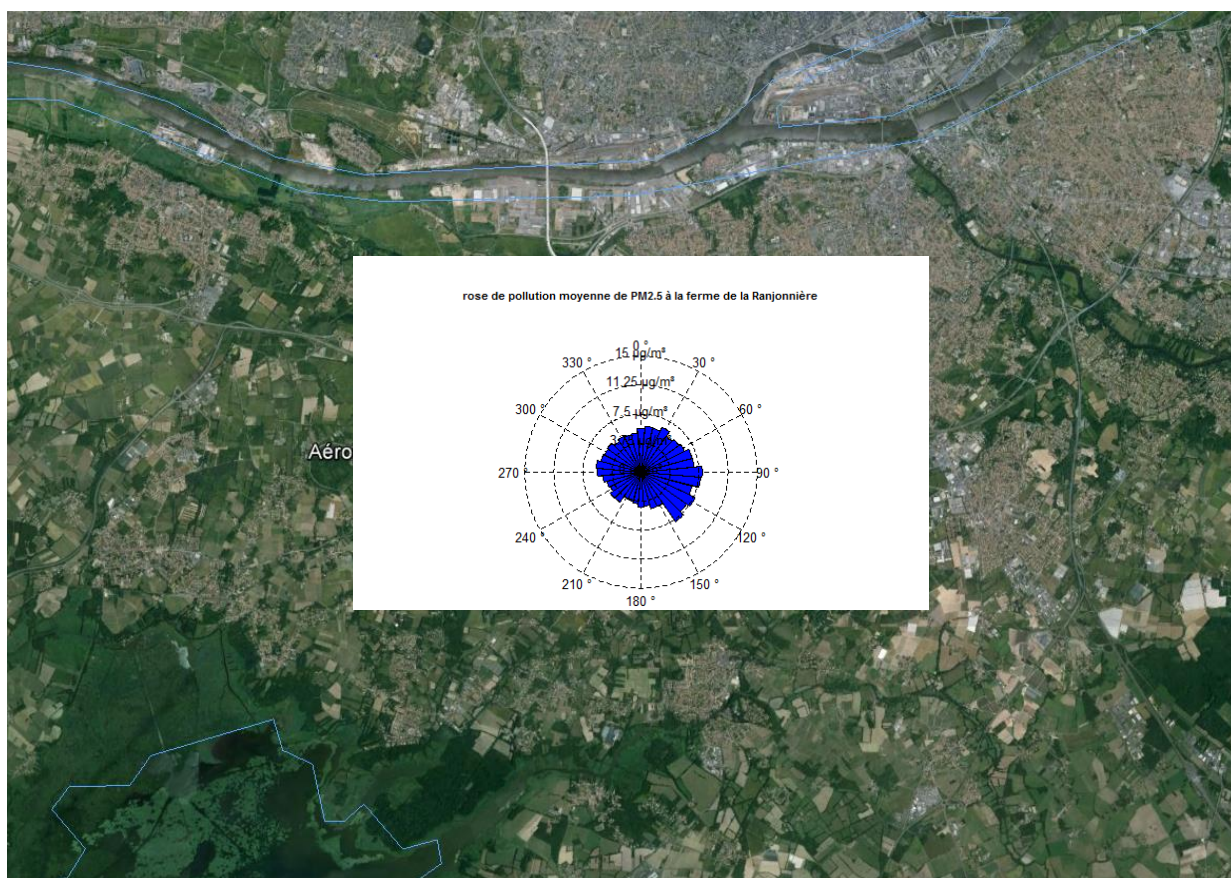 rose de pollution moyenne de PM2.5 à la ferme de la Ranjonnière
0 °
15 µg/m³
330 ° 30 °
11.25 µg/m³
300 ° 7.5 µg/m³ 60 °
Aéro
270 ° 90 °
240 ° 120 °
210 ° 150 °
180 °